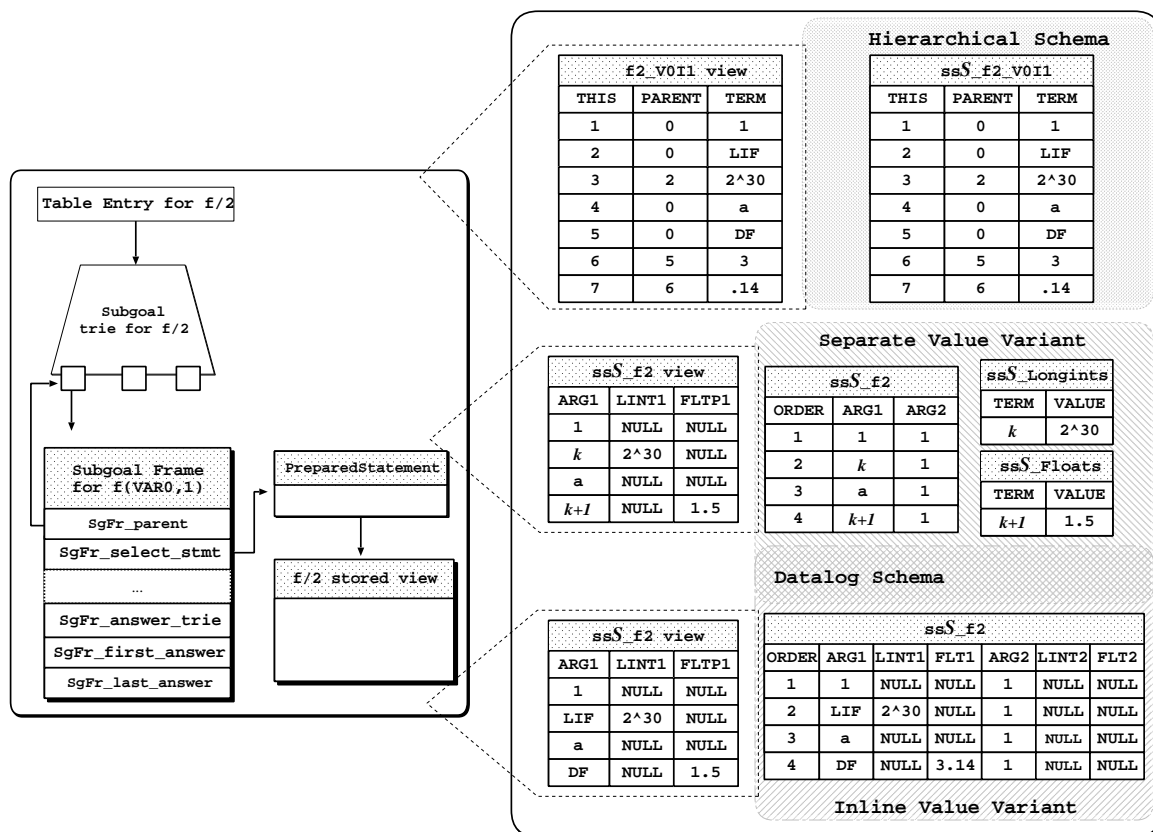 Table Entry for f/2
Subgoal
trie for f/2
Subgoal Frame
for f(VAR0,1)
SgFr_parent
SgFr_select_stmt
…
SgFr_answer_trie
SgFr_first_answer
SgFr_last_answer
PreparedStatement
f/2 stored view
Hierarchical Schema
f2_V0I1 view
THIS PARENT TERM
1 0 1
2 0 LIF
3 2 2^30
4 0 a
5 0 DF
6 5 3
7 6 .14
ssS_f2_V0I1
THIS PARENT TERM
1 0 1
2 0 LIF
3 2 2^30
4 0 a
5 0 DF
6 5 3
7 6 .14
Separate Value Variant
ssS_f2 view
ARG1 LINT1 FLTP1
1 NULL NULL
k 2^30 NULL
a NULL NULL
k+1 NULL 1.5
ssS_f2
ORDER ARG1 ARG2
1 1 1
2 k 1
3 a 1
4 k+1 1
ssS_Longints
TERM VALUE
k 2^30
ssS_Floats
TERM VALUE
k+1 1.5
Datalog Schema
ssS_f2 view
ARG1 LINT1 FLTP1
1 NULL NULL
LIF 2^30 NULL
a NULL NULL
DF NULL 1.5
ssS_f2
ORDER ARG1 LINT1 FLT1 ARG2 LINT2 FLT2
1 1 NULL NULL 1 NULL NULL
2 LIF 2^30 NULL 1 NULL NULL
3 a NULL NULL 1 NULL NULL
4 DF NULL 3.14 1 NULL NULL
Inline Value Variant